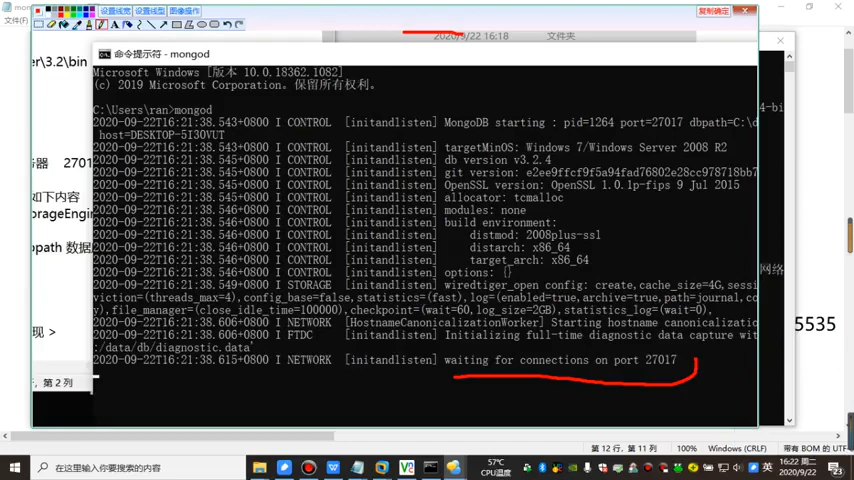 设置线宽 设置线型 图像操作
复制确定
mong
文件(F)
2020/9/22 16:18 文件夹
命令提示符 - mongod
er\3.2\bin
Microsoft Windows [版本 10.0.18362.1082]
(c) 2019 Microsoft Corporation。保留所有权利。
C:\Users\ran>mongod
4-bi
2020-09-22T16:21:38.543+0800 I CONTROL [initandlisten] MongoDB starting : pid=1264 port=27017 dbpath=C:\d
host=DESKTOP-5I30VUT
2020-09-22T16:21:38.543+0800 I CONTROL [initandlisten] targetMinOS: Windows 7/Windows Server 2008 R2
2020-09-22T16:21:38.545+0800 I CONTROL [initandlisten] db version v3.2.4
器 2701
2020-09-22T16:21:38.545+0800 I CONTROL [initandlisten] git version: e2ee9ffcf9f5a94fad76802e28cc978718bb7
2020-09-22T16:21:38.545+0800 I CONTROL [initandlisten] OpenSSL version: OpenSSL 1.0.1p-fips 9 Jul 2015
如下内容
2020-09-22T16:21:38.545+0800 I CONTROL [initandlisten] allocator: tcmalloc
2020-09-22T16:21:38.545+0800 I CONTROL [initandlisten] modules: none
orageEngin
2020-09-22T16:21:38.546+0800 I CONTROL [initandlisten] build environment:
2020-09-22T16:21:38.546+0800 I CONTROL [initandlisten] distmod: 2008plus-ssl
opath 数据
2020-09-22T16:21:38.546+0800 I CONTROL [initandlisten] distarch: x86_64
2020-09-22T16:21:38.546+0800 I CONTROL [initandlisten] target_arch: x86_64
网络
2020-09-22T16:21:38.546+0800 I CONTROL [initandlisten] options: {}
2020-09-22T16:21:38.549+0800 I STORAGE [initandlisten] wiredtiger_open config: create,cache_size=4G,sessi
viction=(threads_max=4),config_base=false,statistics=(fast),log=(enabled=true,archive=true,path=journal,co
y),file_manager=(close_idle_time=100000),checkpoint=(wait=60,log_size=2GB),statistics_log=(wait=0),
2020-09-22T16:21:38.606+0800 I NETWORK [HostnameCanonicalizationWorker] Starting hostname canonicalizatio
现 >
5535
2020-09-22T16:21:38.606+0800 I FTDC [initandlisten] Initializing full-time diagnostic data capture wit
:/data/db/diagnostic.data'
2020-09-22T16:21:38.615+0800 I NETWORK [initandlisten] waiting for connections on port 27017
行, 第 2 列
第 12 行, 第 11 列 100% Windows (CRLF) 带有 BOM 的 U
在这里输入你要搜索的内容
57℃
CPU温度
英
16:22 周二
2020/9/22
23